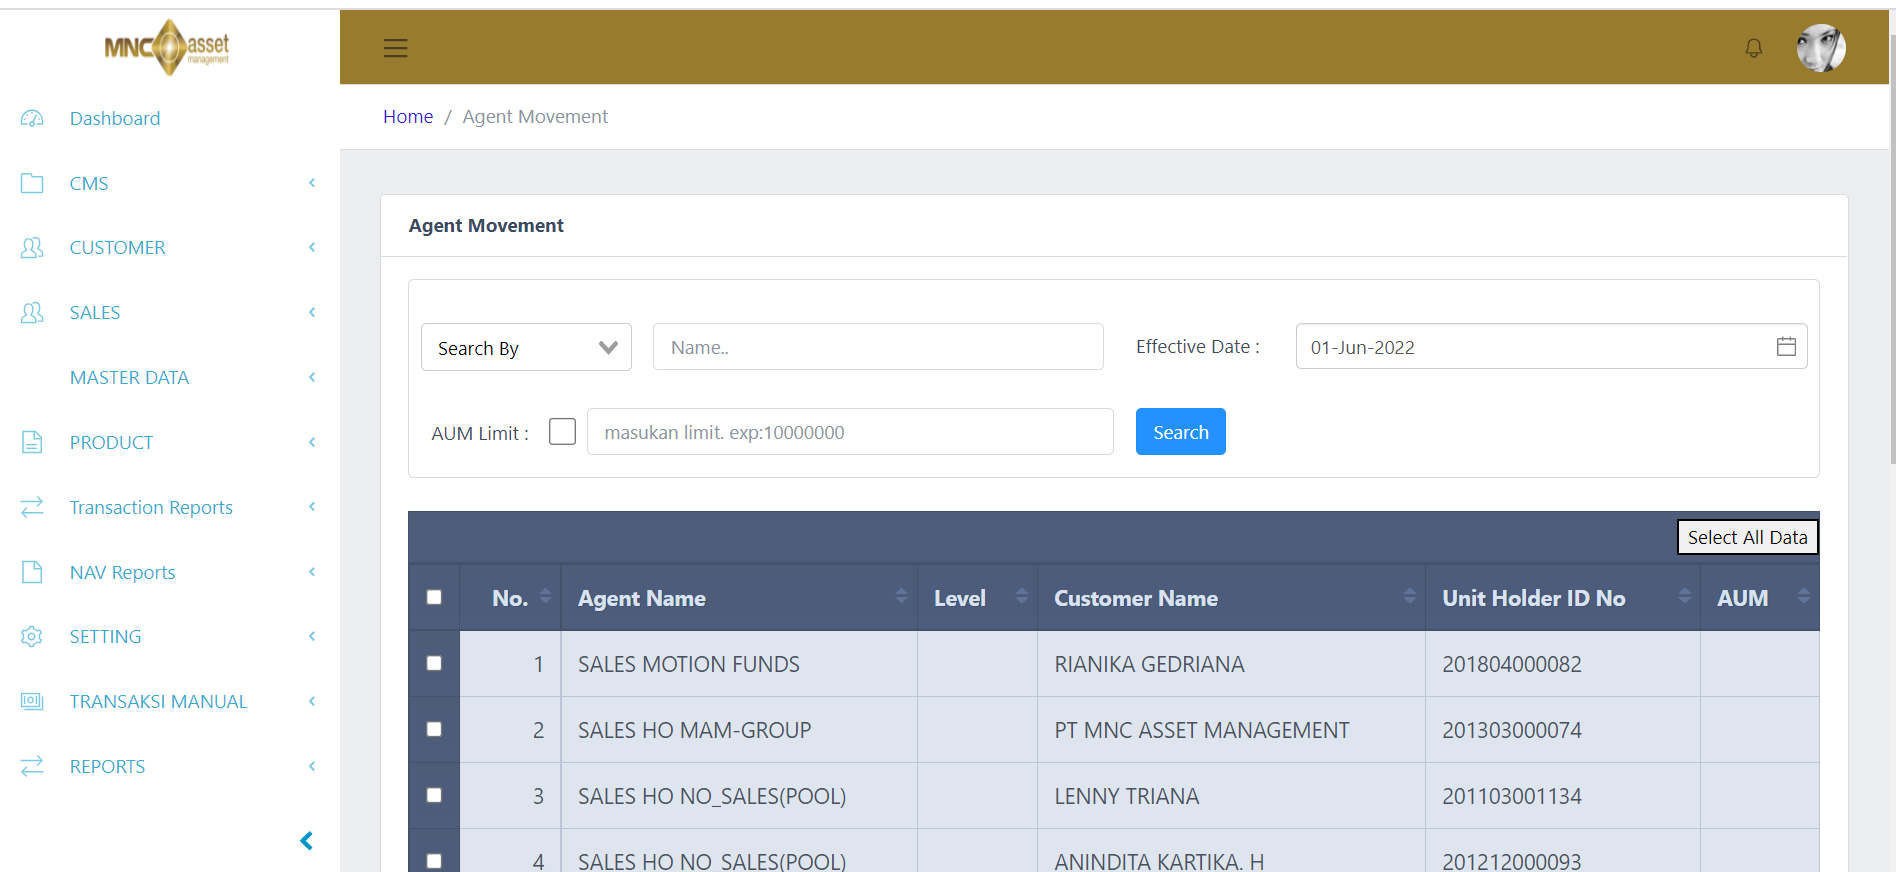 MNC asset
management
Dashboard
CMS
CUSTOMER
SALES
MASTER DATA
PRODUCT
Transaction Reports
NAV Reports
SETTING
TRANSAKSI MANUAL
REPORTS
Home / Agent Movement
Agent Movement
Search By Name.. Effective Date : 01-Jun-2022
AUM Limit : masukan limit. exp:10000000 Search
Select All Data
No. Agent Name Level Customer Name Unit Holder ID No AUM
1 SALES MOTION FUNDS RIANIKA GEDRIANA 201804000082
2 SALES HO MAM-GROUP PT MNC ASSET MANAGEMENT 201303000074
3 SALES HO NO_SALES(POOL) LENNY TRIANA 201103001134
4 SALES HO NO_SALES(POOL) ANINDITA KARTIKA. H 201212000093